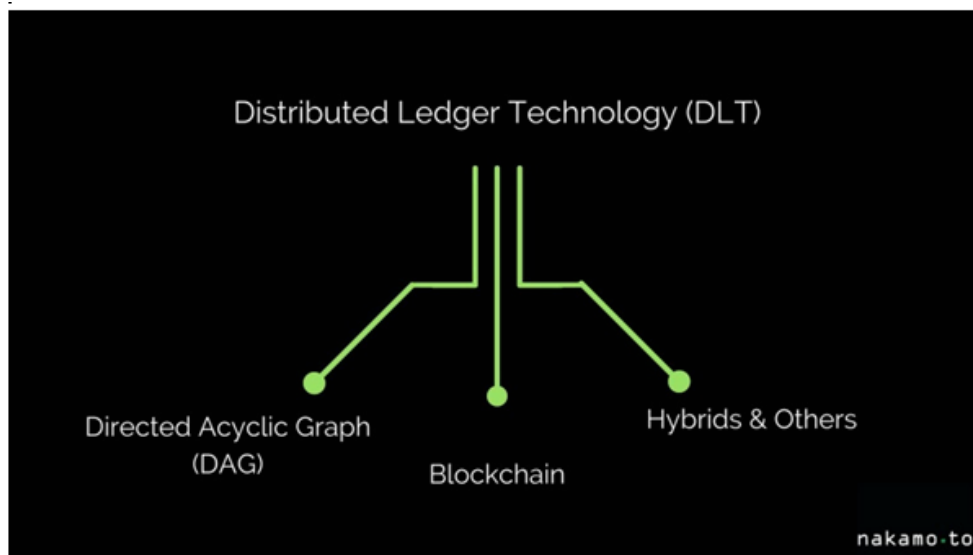 Distributed Ledger Technology (DLT)
Directed Acyclic Graph
(DAG)
Blockchain
Hybrids & Others
nakamo.to